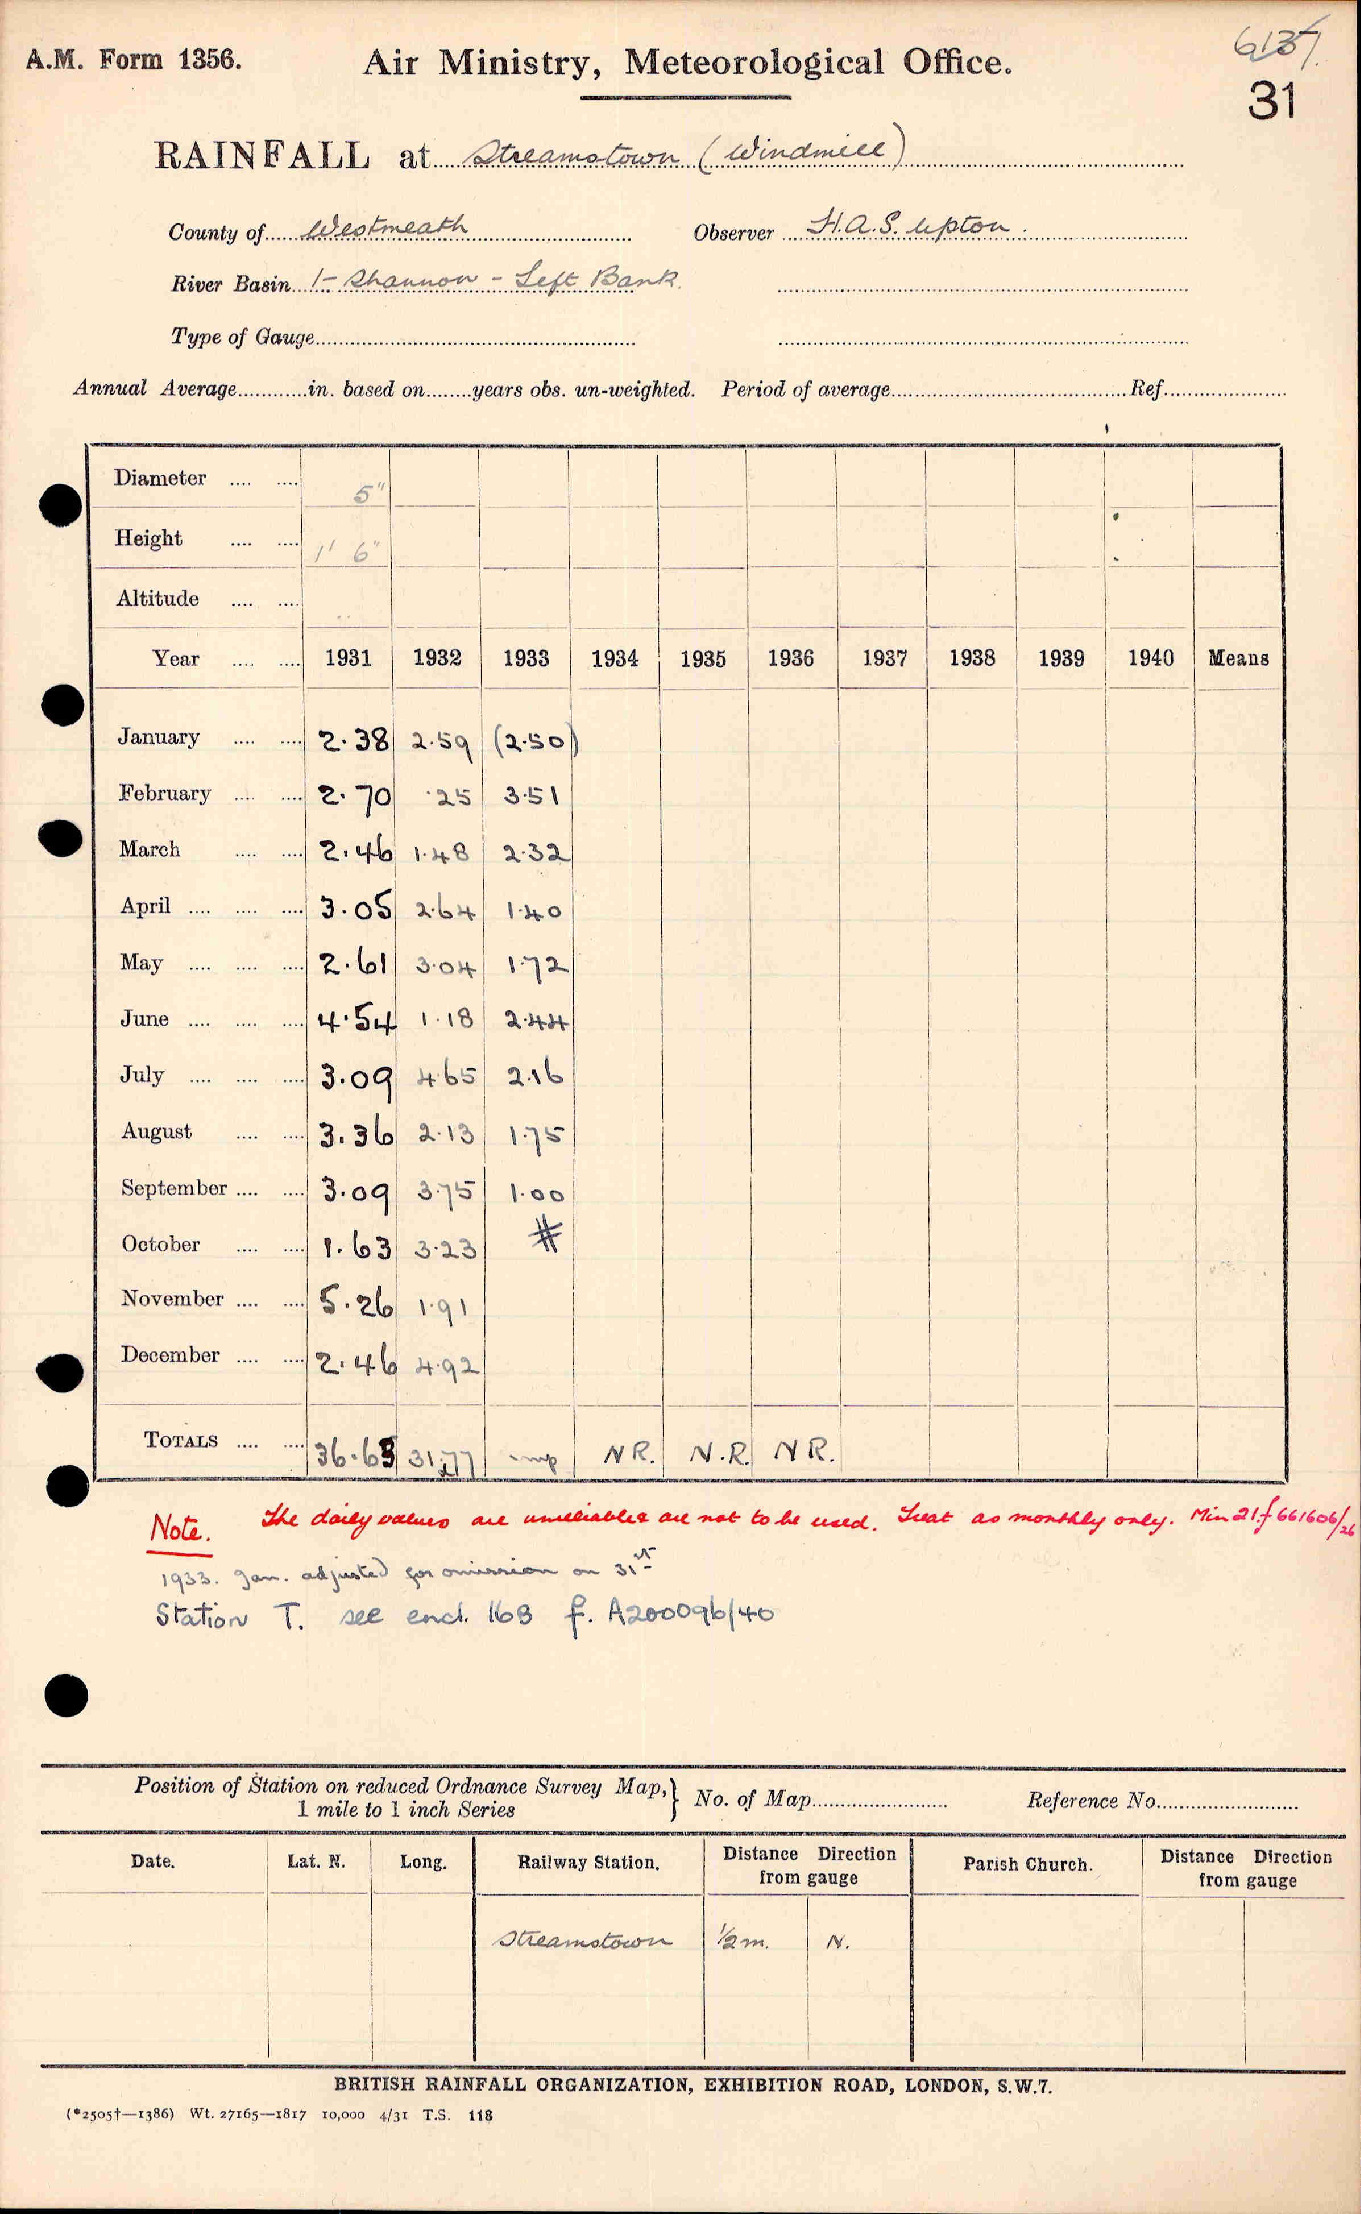 A.M. Form 1356. Air Ministry, Meteorological Office. 6137
31
RAINFALL at Streamstown (Windmill)
County of Westmeath Observer H.A.S. Upton.
River Basin 1- Shannon - Left Bank.
Type of Gauge
Annual Average in. based on years obs. un-weighted. Period of average Ref.
Diameter 5"
Height 1' 6"
Altitude
Year 1931 1932 1933 1934 1935 1936 1937 1938 1939 1940 Means
January 2.38 2.59 (2.50)
February 2.70 .25 3.51
March 2.46 1.48 2.32
April 3.05 2.64 1.40
May 2.61 3.04 1.72
June 4.54 1.18 2.44
July 3.09 4.65 2.16
August 3.36 2.13 1.75
September 3.09 3.75 1.00
October 1.63 3.23 #
November 5.26 1.91
December 2.46 4.92
TOTALS 36.63 31.77 imp NR. N.R. NR.
Note. The daily values are unreliable & are not to be used. Treat as monthly only. Min 21 f 661606/26
1933. Jan. adjusted for omission on 31st
Station T. see encl. 16B f. A200096/40
Position of Station on reduced Ordnance Survey Map, 1 mile to 1 inch Series } No. of Map Reference No.
Date. Lat. N. Long. Railway Station. Distance Direction from gauge Parish Church. Distance Direction from gauge
Streamstown 1/2 m. N.
BRITISH RAINFALL ORGANIZATION, EXHIBITION ROAD, LONDON, S.W.7.
(*2505†—1386) Wt. 27165—1817 10,000 4/31 T.S. 118